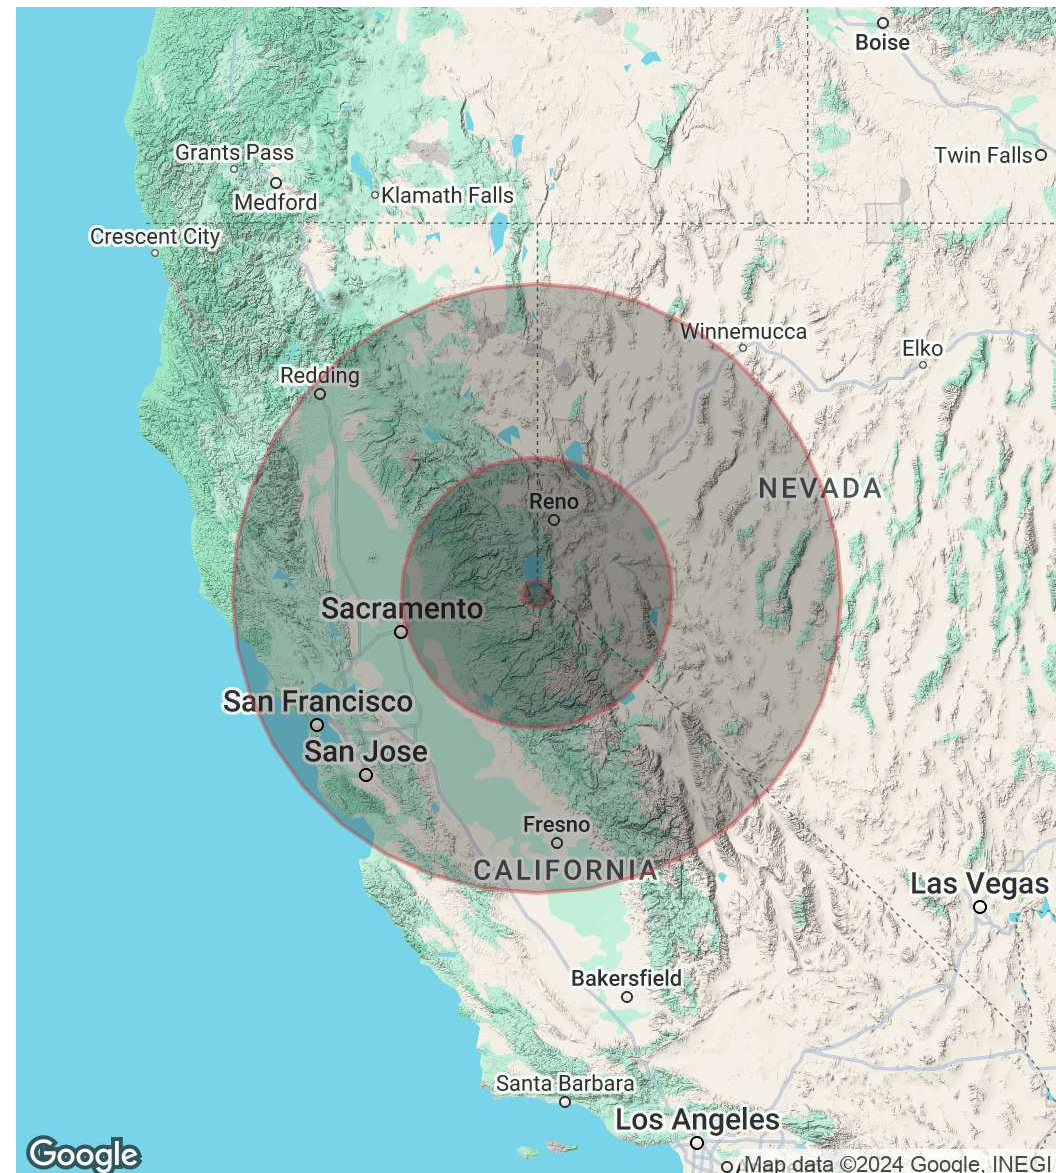 Boise
Grants Pass
Twin Falls
Medford
Klamath Falls
Crescent City
Winnemucca
Elko
Redding
NEVADA
Reno
Sacramento
San Francisco
San Jose
Fresno
CALIFORNIA
Las Vegas
Bakersfield
Santa Barbara
Los Angeles
Google
Map data ©2024 Google, INEGI